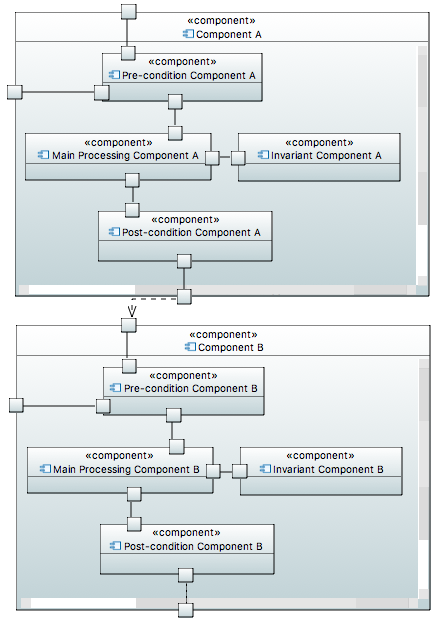 «component»
Component A
«component»
Pre-condition Component A
«component»
Main Processing Component A
«component»
Invariant Component A
«component»
Post-condition Component A
«component»
Component B
«component»
Pre-condition Component B
«component»
Main Processing Component B
«component»
Invariant Component B
«component»
Post-condition Component B